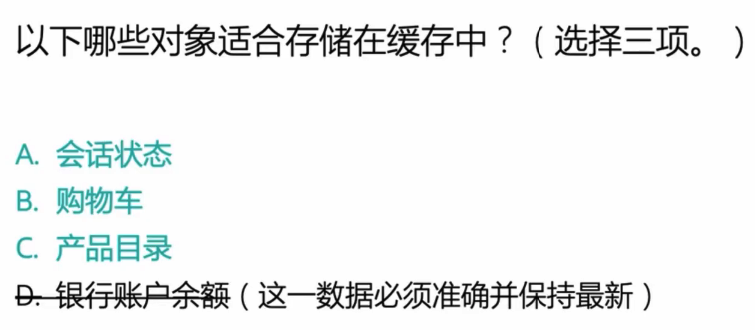 以下哪些对象适合存储在缓存中？（选择三项。）
A. 会话状态
B. 购物车
C. 产品目录
D. 银行账户余额（这一数据必须准确并保持最新）